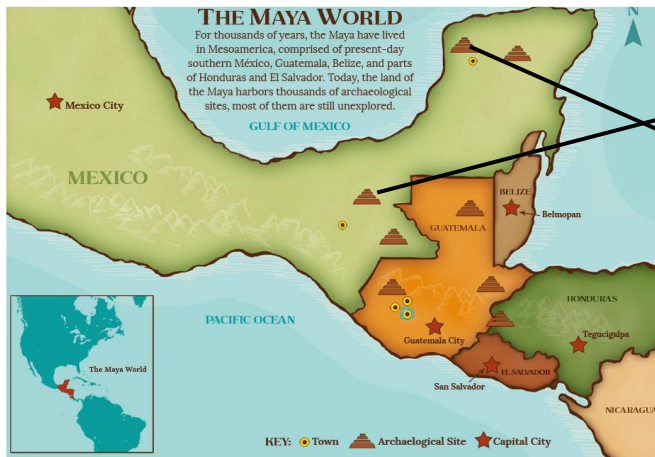 THE MAYA WORLD
For thousands of years, the Maya have lived
in Mesoamerica, comprised of present-day
southern México, Guatemala, Belize, and parts
of Honduras and El Salvador. Today, the land of
the Maya harbors thousands of archaeological
sites, most of them are still unexplored.
N
Mexico City
GULF OF MEXICO
MEXICO
BELIZE
Belmopan
GUATEMALA
HONDURAS
PACIFIC OCEAN
Guatemala City
Tegucigalpa
The Maya World
EL SALVADOR
San Salvador
NICARAGUA
KEY: Town Archaelogical Site Capital City